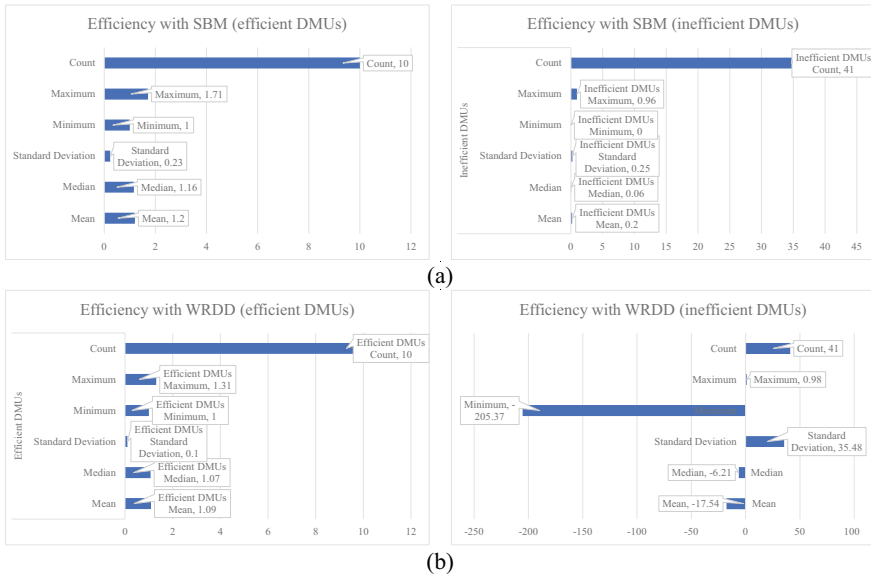 Efficiency with SBM (efficient DMUs)
Count
Count, 10
Maximum
Maximum, 1.71
Minimum
Minimum, 1
Standard Deviation
Standard
Deviation, 0.23
Median
Median, 1.16
Mean
Mean, 1.2
0 2 4 6 8 10 12
Efficiency with SBM (inefficient DMUs)
Inefficient DMUs
Count
Inefficient DMUs
Count, 41
Maximum
Inefficient DMUs
Maximum, 0.96
Minimum
Inefficient DMUs
Minimum, 0
Standard Deviation
Inefficient DMUs
Standard
Deviation, 0.25
Median
Inefficient DMUs
Median, 0.06
Mean
Inefficient DMUs
Mean, 0.2
0 5 10 15 20 25 30 35 40 45
(a)
Efficiency with WRDD (efficient DMUs)
Efficient DMUs
Count
Efficient DMUs
Count, 10
Maximum
Efficient DMUs
Maximum, 1.31
Minimum
Efficient DMUs
Minimum, 1
Standard Deviation
Efficient DMUs
Standard
Deviation, 0.1
Median
Efficient DMUs
Median, 1.07
Mean
Efficient DMUs
Mean, 1.09
0 2 4 6 8 10 12
Efficiency with WRDD (inefficient DMUs)
Count
Count, 41
Maximum
Maximum, 0.98
Minimum, -
205.37
Minimum
Standard Deviation
Standard
Deviation, 35.48
Median, -6.21
Median
Mean, -17.54
Mean
-250 -200 -150 -100 -50 0 50 100
(b)